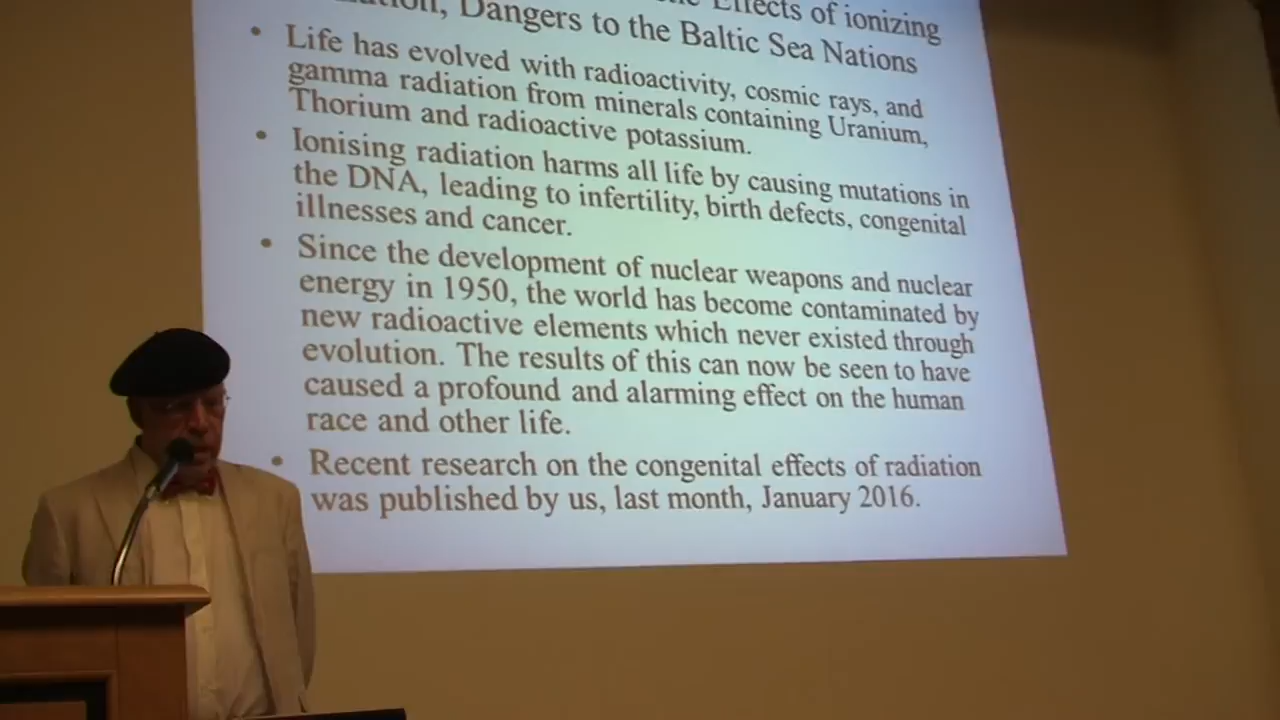 Effects of ionizing
Dangers to the Baltic Sea Nations
• Life has evolved with radioactivity, cosmic rays, and
gamma radiation from minerals containing Uranium,
Thorium and radioactive potassium.
• Ionising radiation harms all life by causing mutations in
the DNA, leading to infertility, birth defects, congenital
illnesses and cancer.
• Since the development of nuclear weapons and nuclear
energy in 1950, the world has become contaminated by
new radioactive elements which never existed through
evolution. The results of this can now be seen to have
caused a profound and alarming effect on the human
race and other life.
• Recent research on the congenital effects of radiation
was published by us, last month, January 2016.